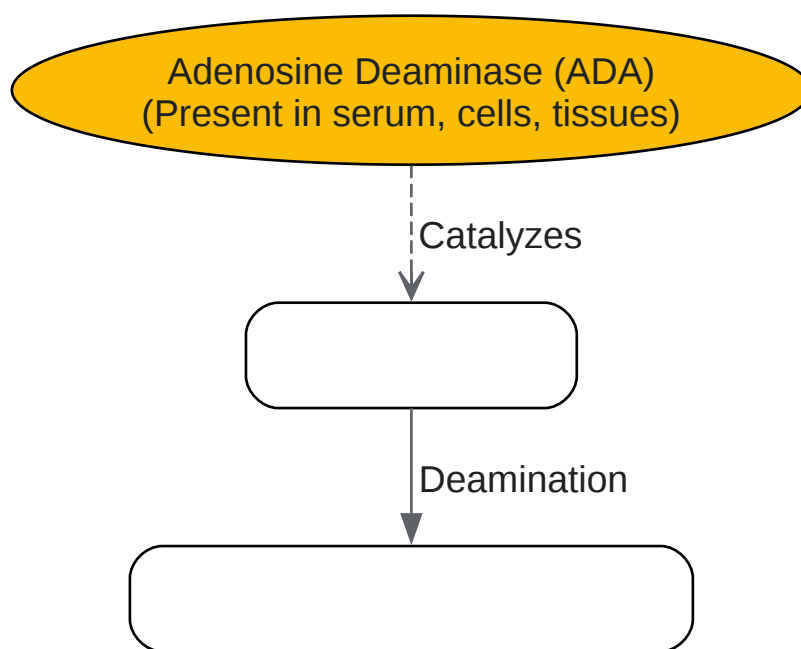 Adenosine Deaminase (ADA)
(Present in serum, cells, tissues)
Catalyzes
Deamination